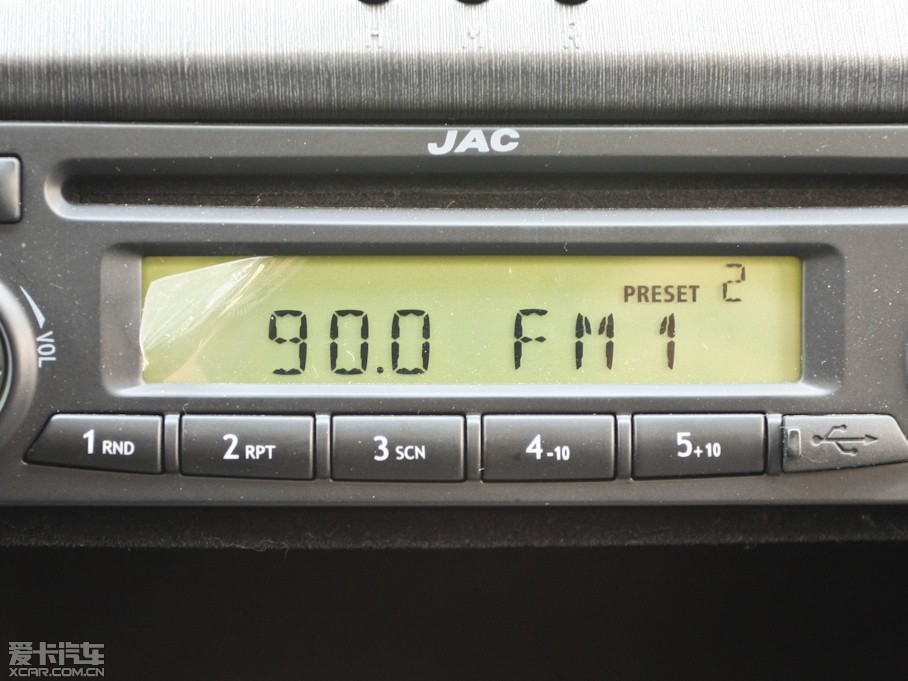 JAC
PRESET 2
90.0 FM1
VOL
1 RND 2 RPT 3 SCN 4-10 5+10
爱卡汽车
XCAR.COM.CN